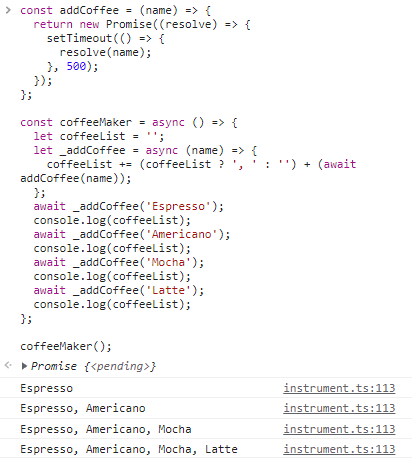 const addCoffee = (name) => {
  return new Promise((resolve) => {
    setTimeout(() => {
      resolve(name);
    }, 500);
  });
};

const coffeeMaker = async () => {
  let coffeeList = '';
  let _addCoffee = async (name) => {
    coffeeList += (coffeeList ? ', ' : '') + (await
addCoffee(name));
  };
  await _addCoffee('Espresso');
  console.log(coffeeList);
  await _addCoffee('Americano');
  console.log(coffeeList);
  await _addCoffee('Mocha');
  console.log(coffeeList);
  await _addCoffee('Latte');
  console.log(coffeeList);
};

coffeeMaker();
Promise {<pending>}
Espresso instrument.ts:113
Espresso, Americano instrument.ts:113
Espresso, Americano, Mocha instrument.ts:113
Espresso, Americano, Mocha, Latte instrument.ts:113